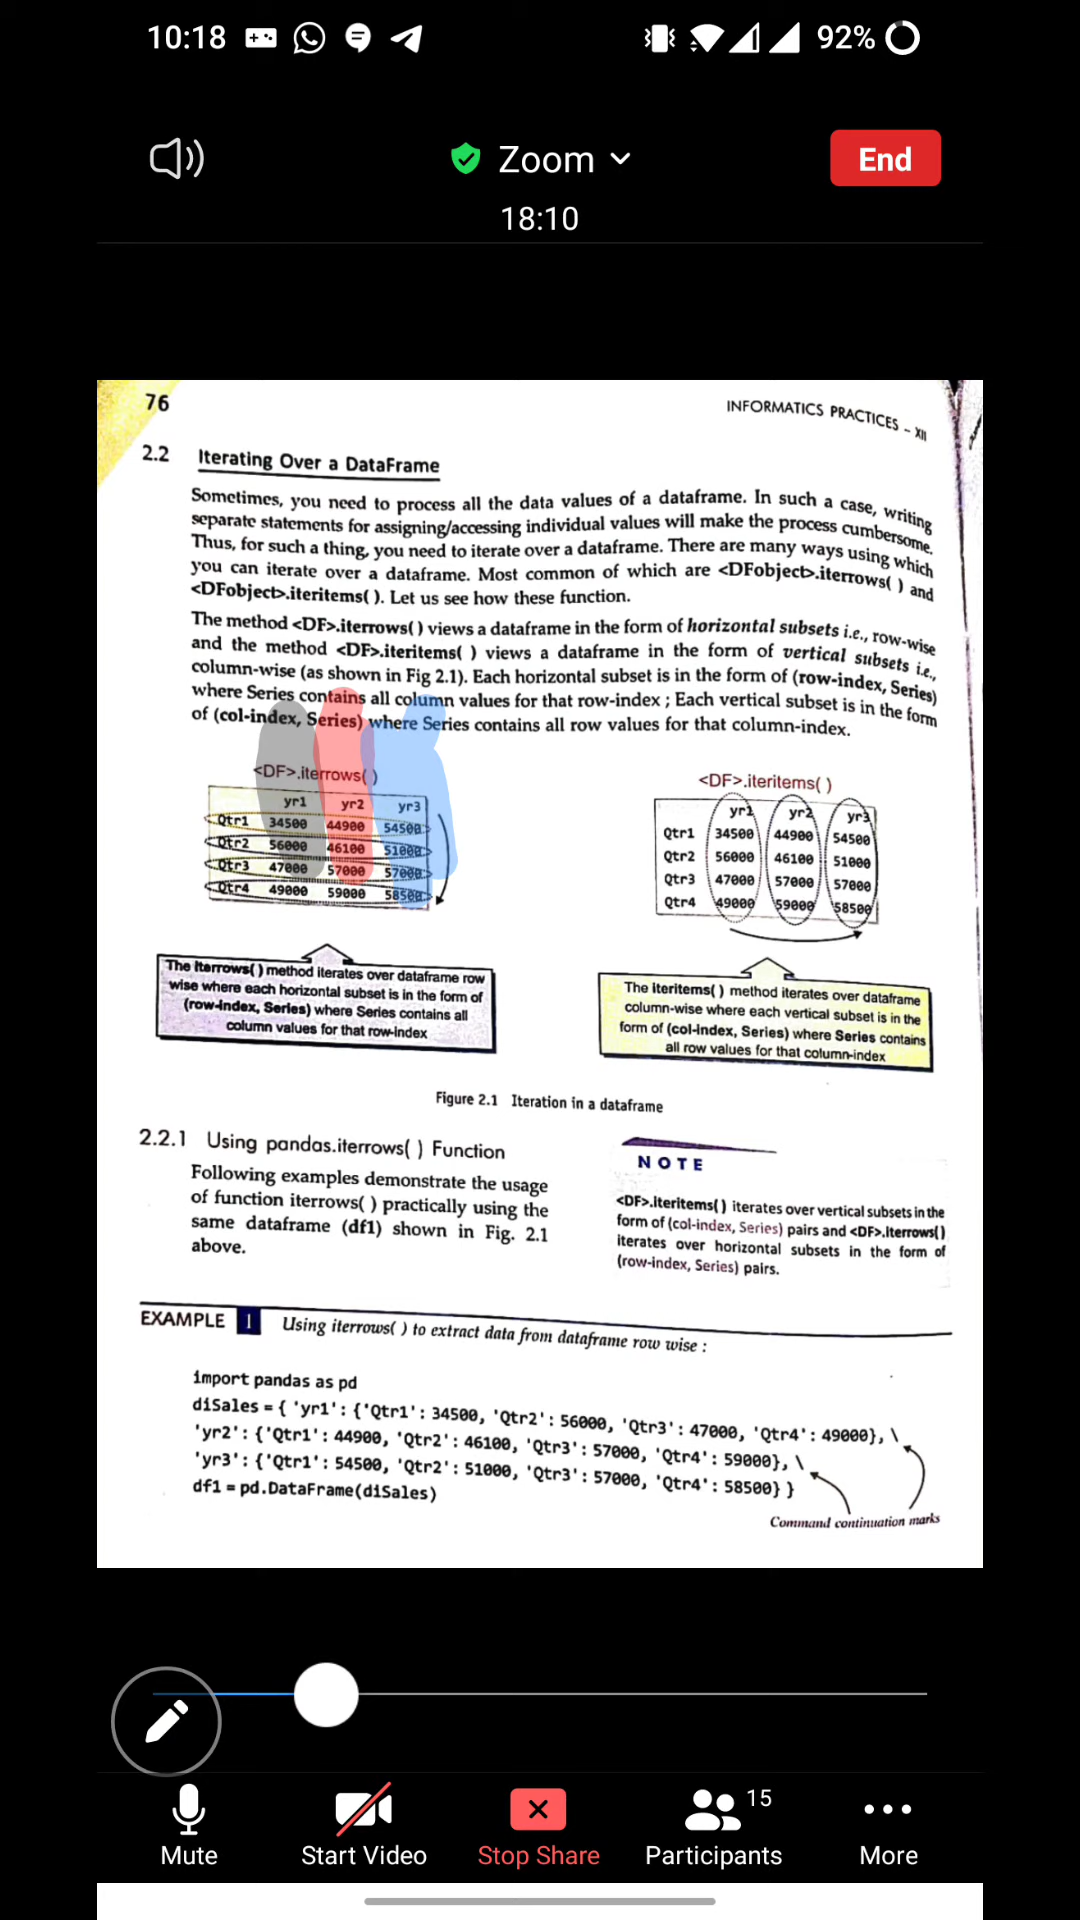 10:18
92%
Zoom
End
18:10
76
INFORMATICS PRACTICES – XII
2.2 Iterating Over a DataFrame
Sometimes, you need to process all the data values of a dataframe. In such a case, writing
separate statements for assigning/accessing individual values will make the process cumbersome.
Thus, for such a thing, you need to iterate over a dataframe. There are many ways using which
you can iterate over a dataframe. Most common of which are <DFobject>.iterrows( ) and
<DFobject>.iteritems( ). Let us see how these function.
The method <DF>.iterrows( ) views a dataframe in the form of horizontal subsets i.e., row-wise
and the method <DF>.iteritems( ) views a dataframe in the form of vertical subsets i.e.,
column-wise (as shown in Fig 2.1). Each horizontal subset is in the form of (row-index, Series)
where Series contains all column values for that row-index ; Each vertical subset is in the form
of (col-index, Series) where Series contains all row values for that column-index.
<DF>.iterrows( )
yr1 yr2 yr3
Qtr1 34500 44900 54500
Qtr2 56000 46100 51000
Qtr3 47000 57000 57000
Qtr4 49000 59000 58500
The iterrows( ) method iterates over dataframe row
wise where each horizontal subset is in the form of
(row-index, Series) where Series contains all
column values for that row-index
<DF>.iteritems( )
yr1 yr2 yr3
Qtr1 34500 44900 54500
Qtr2 56000 46100 51000
Qtr3 47000 57000 57000
Qtr4 49000 59000 58500
The iteritems( ) method iterates over dataframe
column-wise where each vertical subset is in the
form of (col-index, Series) where Series contains
all row values for that column-index
Figure 2.1 Iteration in a dataframe
2.2.1 Using pandas.iterrows( ) Function
Following examples demonstrate the usage
of function iterrows( ) practically using the
same dataframe (df1) shown in Fig. 2.1
above.
NOTE
<DF>.iteritems( ) iterates over vertical subsets in the
form of (col-index, Series) pairs and <DF>.iterrows( )
iterates over horizontal subsets in the form of
(row-index, Series) pairs.
EXAMPLE 1 Using iterrows( ) to extract data from dataframe row wise :
import pandas as pd
diSales = { 'yr1' : {'Qtr1' : 34500, 'Qtr2' : 56000, 'Qtr3' : 47000, 'Qtr4' : 49000}, \
'yr2' : {'Qtr1' : 44900, 'Qtr2' : 46100, 'Qtr3' : 57000, 'Qtr4' : 59000}, \
'yr3' : {'Qtr1' : 54500, 'Qtr2' : 51000, 'Qtr3' : 57000, 'Qtr4' : 58500} }
df1 = pd.DataFrame(diSales)
Command continuation marks
15
Mute
Start Video
Stop Share
Participants
More